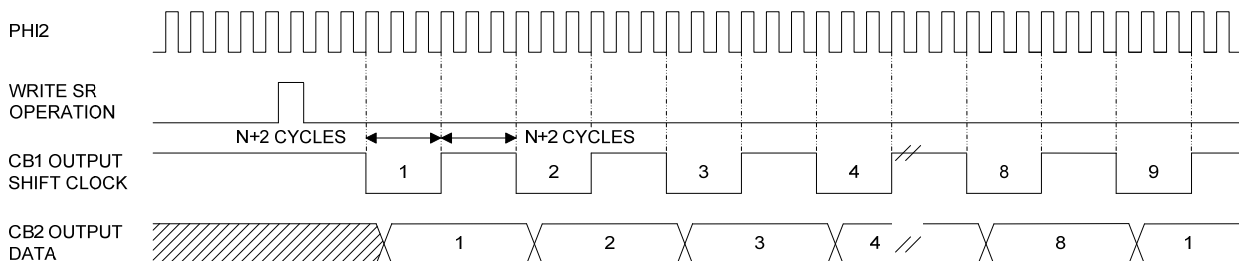 PHI2
WRITE SR
OPERATION
N+2 CYCLES
N+2 CYCLES
CB1 OUTPUT
SHIFT CLOCK
1
2
3
4
8
9
CB2 OUTPUT
DATA
1
2
3
4
8
1